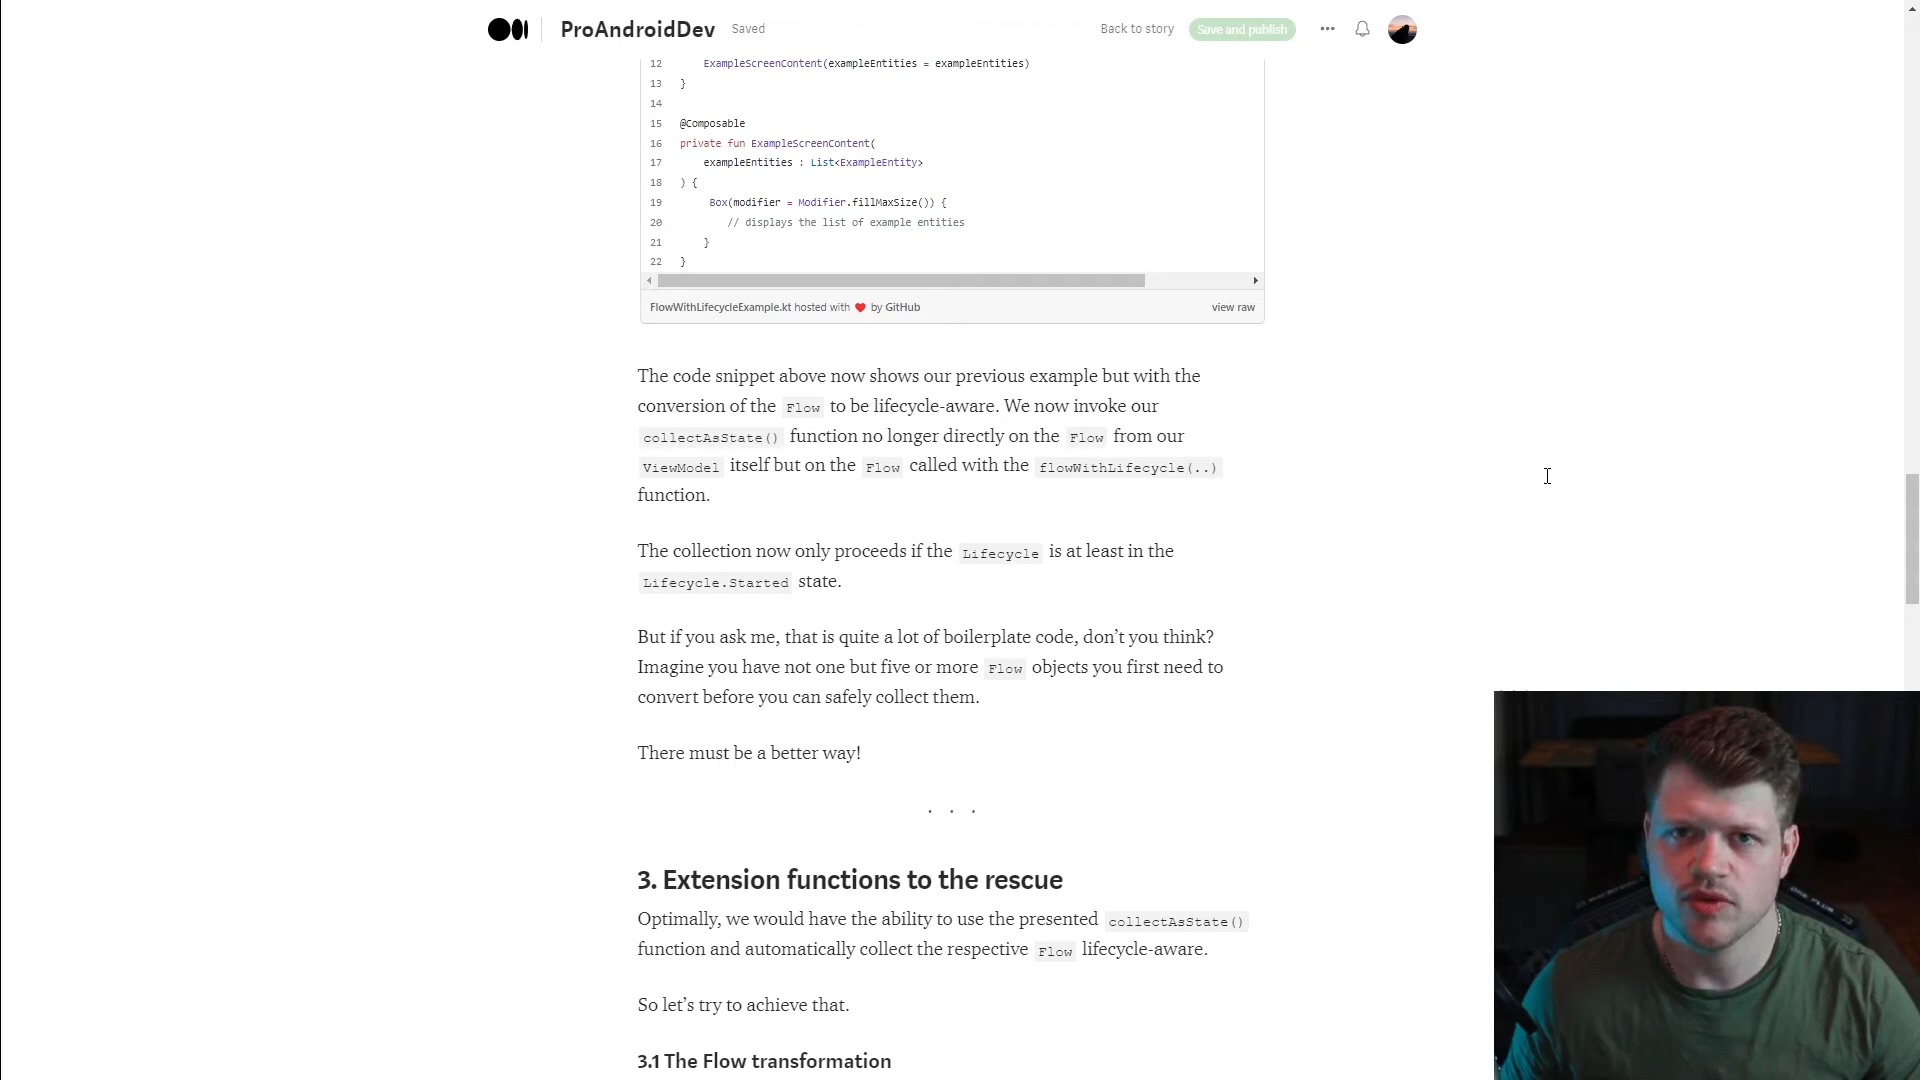 ProAndroidDev Saved Back to story Save and publish
12 ExampleScreenContent(exampleEntities = exampleEntities)
13 }
14
15 @Composable
16 private fun ExampleScreenContent(
17 exampleEntities : List<ExampleEntity>
18 ) {
19 Box(modifier = Modifier.fillMaxSize()) {
20 // displays the list of example entities
21 }
22 }
FlowWithLifecycleExample.kt hosted with ❤ by GitHub view raw
The code snippet above now shows our previous example but with the
conversion of the Flow to be lifecycle-aware. We now invoke our
collectAsState() function no longer directly on the Flow from our
ViewModel itself but on the Flow called with the flowWithLifecycle(..)
function.
The collection now only proceeds if the Lifecycle is at least in the
Lifecycle.Started state.
But if you ask me, that is quite a lot of boilerplate code, don’t you think?
Imagine you have not one but five or more Flow objects you first need to
convert before you can safely collect them.
There must be a better way!
. . .
3. Extension functions to the rescue
Optimally, we would have the ability to use the presented collectAsState()
function and automatically collect the respective Flow lifecycle-aware.
So let’s try to achieve that.
3.1 The Flow transformation